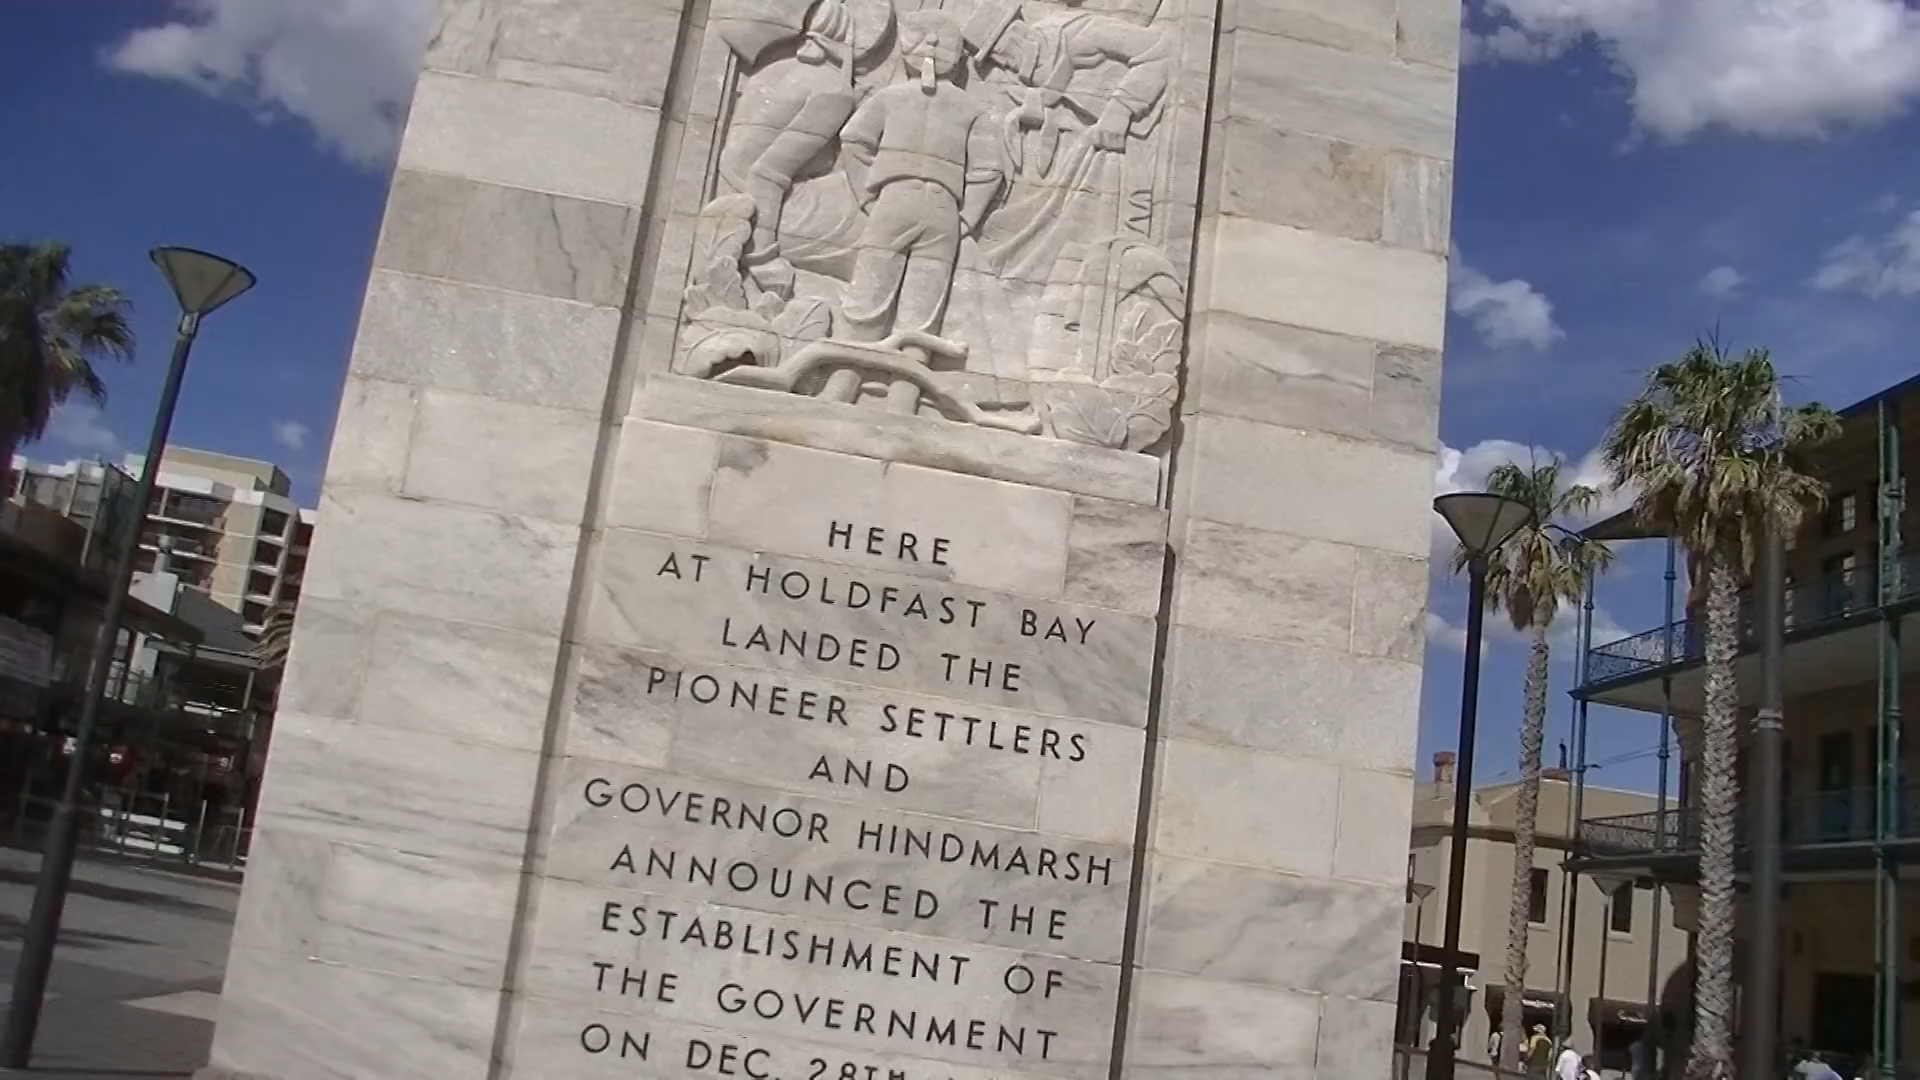 HERE
AT HOLDFAST BAY
LANDED THE
PIONEER SETTLERS
AND
GOVERNOR HINDMARSH
ANNOUNCED THE
ESTABLISHMENT OF
THE GOVERNMENT
ON DEC. 28TH